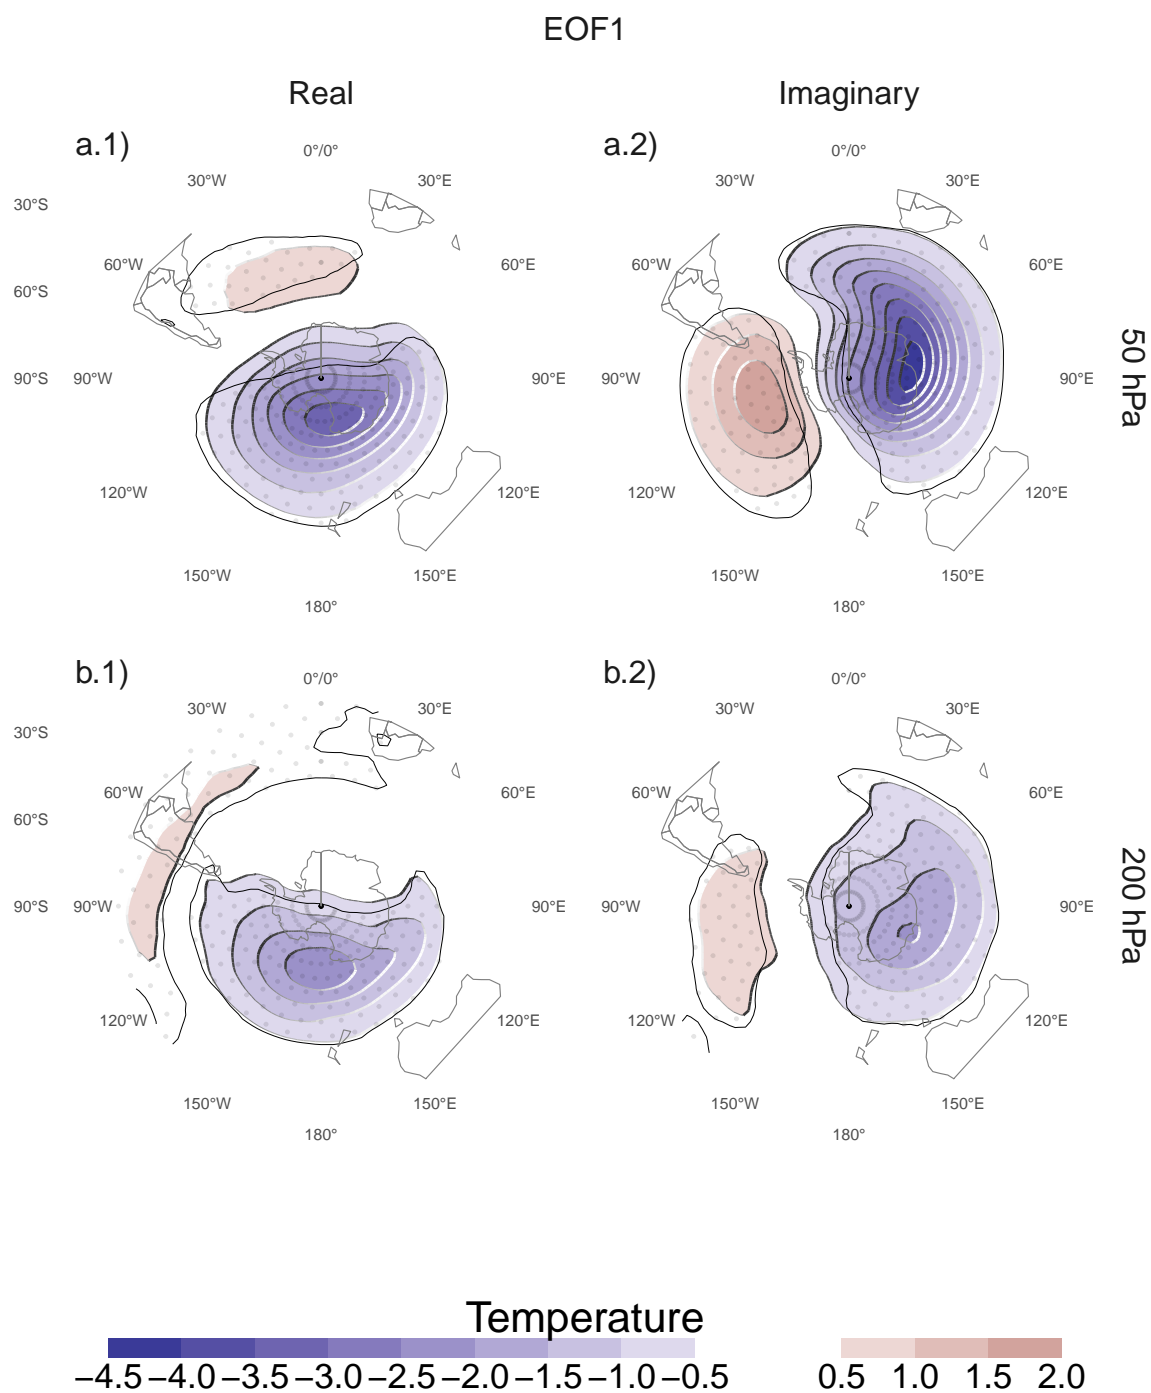 EOF1
Real Imaginary
a.1) a.2)
0°/0° 0°/0°
30°W 30°E 30°W 30°E
30°S
60°W 60°E 60°W 60°E
60°S
50 hPa
90°S 90°W 90°E 90°W 90°E
120°W 120°E 120°W 120°E
150°W 150°E 150°W 150°E
180° 180°
b.1) b.2)
0°/0° 0°/0°
30°W 30°E 30°W 30°E
30°S
60°W 60°E 60°W 60°E
60°S
200 hPa
90°S 90°W 90°E 90°W 90°E
120°W 120°E 120°W 120°E
150°W 150°E 150°W 150°E
180° 180°
Temperature
−4.5 −4.0 −3.5 −3.0 −2.5 −2.0 −1.5 −1.0 −0.5 0.5 1.0 1.5 2.0